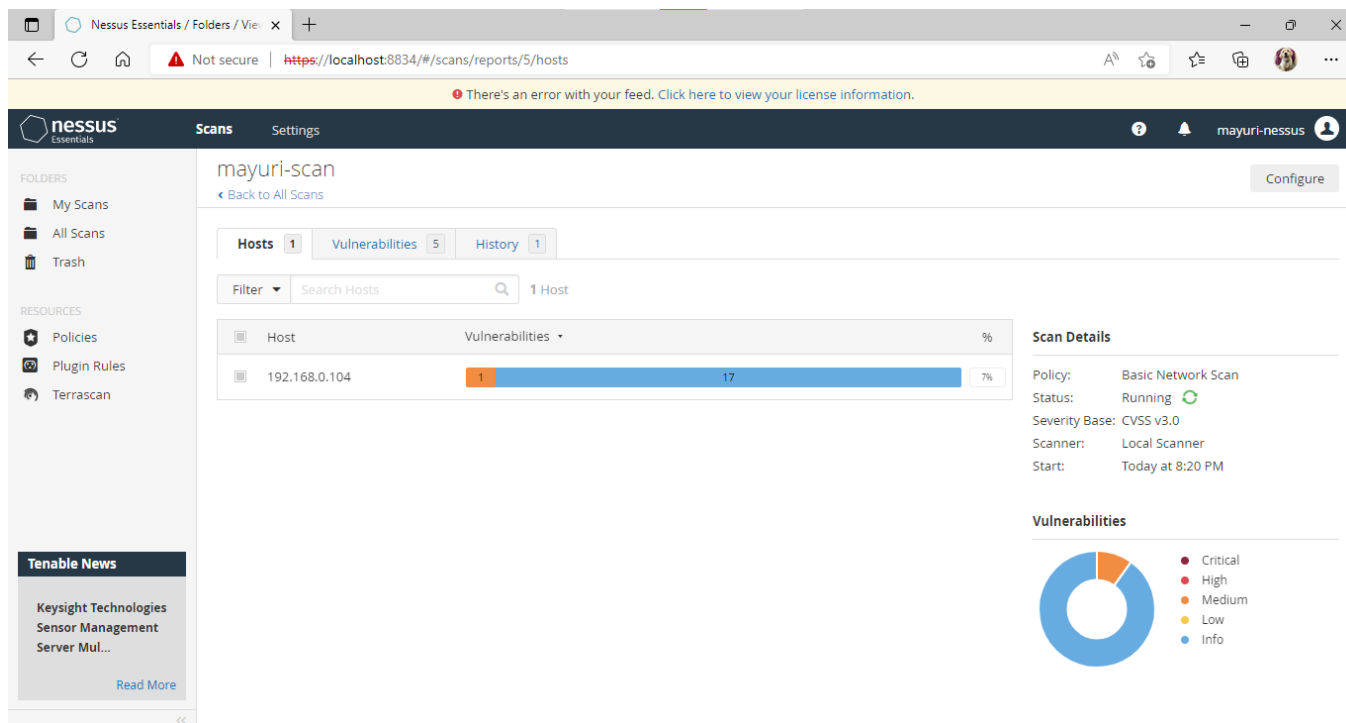 Nessus Essentials / Folders / Vie
Not secure https://localhost:8834/#/scans/reports/5/hosts
There's an error with your feed. Click here to view your license information.
nessus
Essentials
Scans
Settings
mayuri-nessus
FOLDERS
My Scans
All Scans
Trash
RESOURCES
Policies
Plugin Rules
Terrascan
Tenable News
Keysight Technologies
Sensor Management
Server Mul...
Read More
mayuri-scan
Back to All Scans
Configure
Hosts 1
Vulnerabilities 5
History 1
Filter
Search Hosts
1 Host
Host Vulnerabilities %
192.168.0.104 1 17 7%
Scan Details
Policy: Basic Network Scan
Status: Running
Severity Base: CVSS v3.0
Scanner: Local Scanner
Start: Today at 8:20 PM
Vulnerabilities
Critical
High
Medium
Low
Info